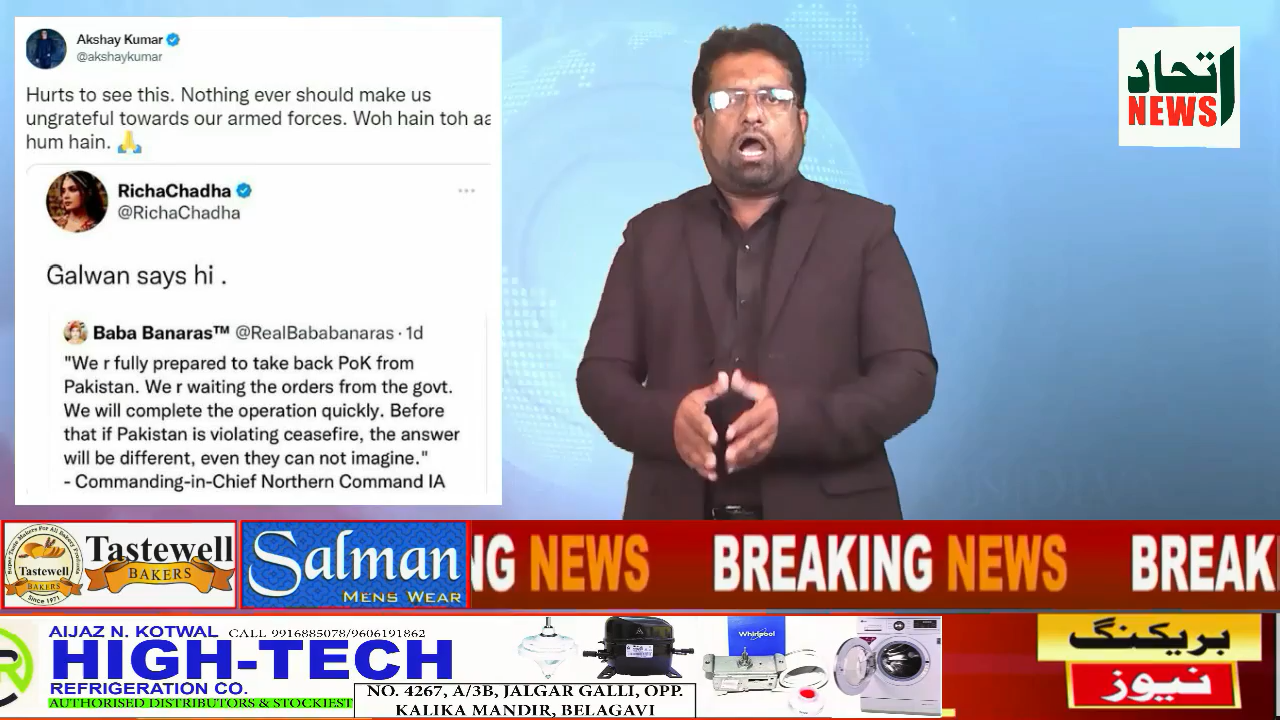 Akshay Kumar
@akshaykumar
Hurts to see this. Nothing ever should make us
ungrateful towards our armed forces. Woh hain toh aa
hum hain. 🙏
RichaChadha
@RichaChadha
Galwan says hi .
Baba Banaras™ @RealBababanaras · 1d
"We r fully prepared to take back PoK from
Pakistan. We r waiting the orders from the govt.
We will complete the operation quickly. Before
that if Pakistan is violating ceasefire, the answer
will be different, even they can not imagine."
- Commanding-in-Chief Northern Command IA
اتحاد
NEWS
Tastewell
Since 1971
Tastewell
BAKERS
Salman
MENS WEAR
NG NEWS BREAKING NEWS BREAK
AIJAZ N. KOTWAL
HIGH-TECH
REFRIGERATION CO.
AUTHORISED DISTRIBUTORS & STOCKIEST
NO. 4267, A/3B, JALGAR GALLI, OPP.
KALIKA MANDIR, BELAGAVI
Whirlpool
بریکنگ
نیوز